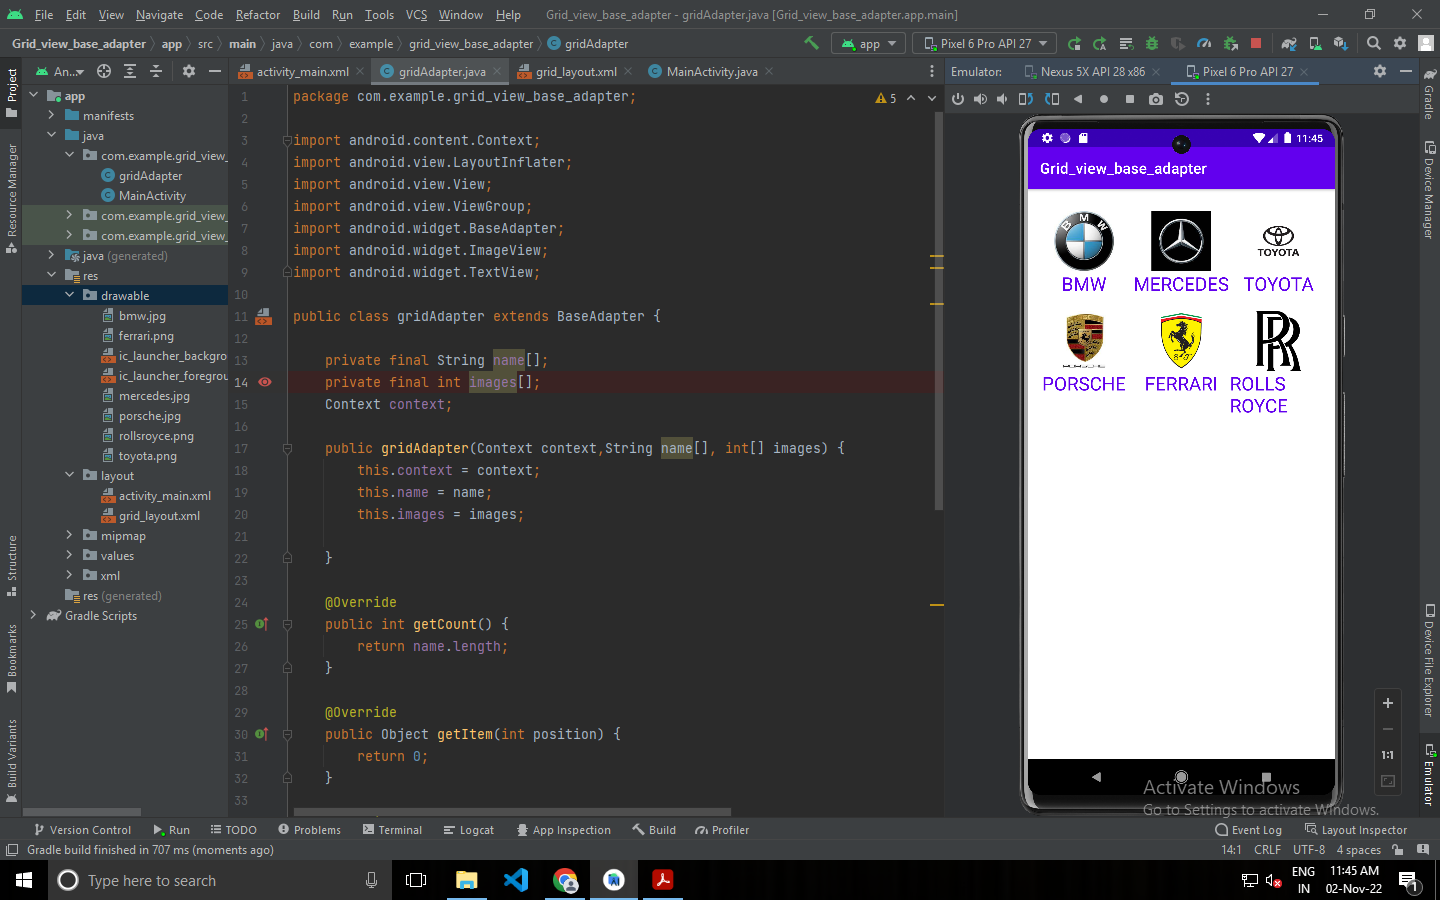 File Edit View Navigate Code Refactor Build Run Tools VCS Window Help Grid_view_base_adapter - gridAdapter.java [Grid_view_base_adapter.app.main]
Grid_view_base_adapter app src main java com example grid_view_base_adapter gridAdapter app Pixel 6 Pro API 27
Project
Resource Manager
Structure
Bookmarks
Build Variants
An...
app
manifests
java
com.example.grid_view_
gridAdapter
MainActivity
com.example.grid_view_
com.example.grid_view_
java (generated)
res
drawable
bmw.jpg
ferrari.png
ic_launcher_backgro
ic_launcher_foregrou
mercedes.jpg
porsche.jpg
rollsroyce.png
toyota.png
layout
activity_main.xml
grid_layout.xml
mipmap
values
xml
res (generated)
Gradle Scripts
activity_main.xml gridAdapter.java grid_layout.xml MainActivity.java
5
1 package com.example.grid_view_base_adapter;
2
3 import android.content.Context;
4 import android.view.LayoutInflater;
5 import android.view.View;
6 import android.view.ViewGroup;
7 import android.widget.BaseAdapter;
8 import android.widget.ImageView;
9 import android.widget.TextView;
10
11 public class gridAdapter extends BaseAdapter {
12
13 private final String name[];
14 private final int images[];
15 Context context;
16
17 public gridAdapter(Context context,String name[], int[] images) {
18 this.context = context;
19 this.name = name;
20 this.images = images;
21
22 }
23
24 @Override
25 public int getCount() {
26 return name.length;
27 }
28
29 @Override
30 public Object getItem(int position) {
31 return 0;
32 }
33
Emulator: Nexus 5X API 28 x86 Pixel 6 Pro API 27
11:45
Grid_view_base_adapter
BMW
TOYOTA
BMW MERCEDES TOYOTA
RR
PORSCHE FERRARI ROLLS
ROYCE
1:1
Activate Windows
Go to Settings to activate Windows.
Gradle
Device Manager
Device File Explorer
Emulator
Version Control Run TODO Problems Terminal Logcat App Inspection Build Profiler Event Log Layout Inspector
Gradle build finished in 707 ms (moments ago) 14:1 CRLF UTF-8 4 spaces
Type here to search
ENG
IN
11:45 AM
02-Nov-22
1